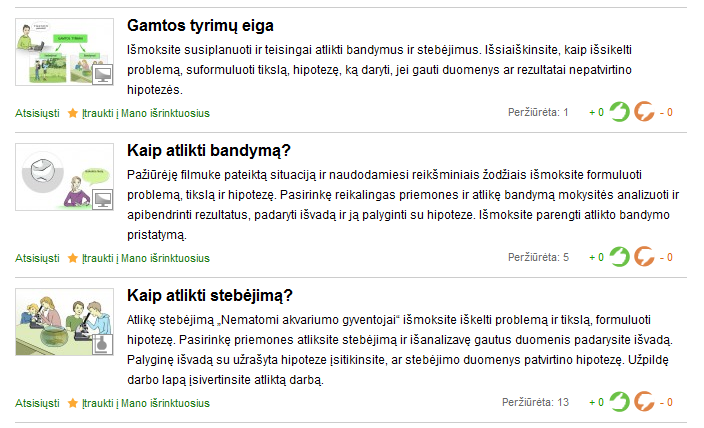 Gamtos tyrimų eiga
Išmoksite susiplanuoti ir teisingai atlikti bandymus ir stebėjimus. Išsiaiškinsite, kaip išsikelti
problemą, suformuluoti tikslą, hipotezę, ką daryti, jei gauti duomenys ar rezultatai nepatvirtino
hipotezės.
Atsisiųsti Įtraukti į Mano išrinktuosius Peržiūrėta: 1 + 0 - 0
Kaip atlikti bandymą?
Pažiūrėję filmuke pateiktą situaciją ir naudodamiesi reikšminiais žodžiais išmoksite formuluoti
problemą, tikslą ir hipotezę. Pasirinkę reikalingas priemones ir atlikę bandymą mokysitės analizuoti ir
apibendrinti rezultatus, padaryti išvadą ir ją palyginti su hipoteze. Išmoksite parengti atlikto bandymo
pristatymą.
Atsisiųsti Įtraukti į Mano išrinktuosius Peržiūrėta: 5 + 0 - 0
Kaip atlikti stebėjimą?
Atlikę stebėjimą „Nematomi akvariumo gyventojai“ išmoksite iškelti problemą ir tikslą, formuluoti
hipotezę. Pasirinkę priemones atliksite stebėjimą ir išanalizavę gautus duomenis padarysite išvadą.
Palyginę išvadą su užrašyta hipoteze įsitikinsite, ar stebėjimo duomenys patvirtino hipotezę. Užpildę
darbo lapą įsivertinsite atliktą darbą.
Atsisiųsti Įtraukti į Mano išrinktuosius Peržiūrėta: 13 + 0 - 0